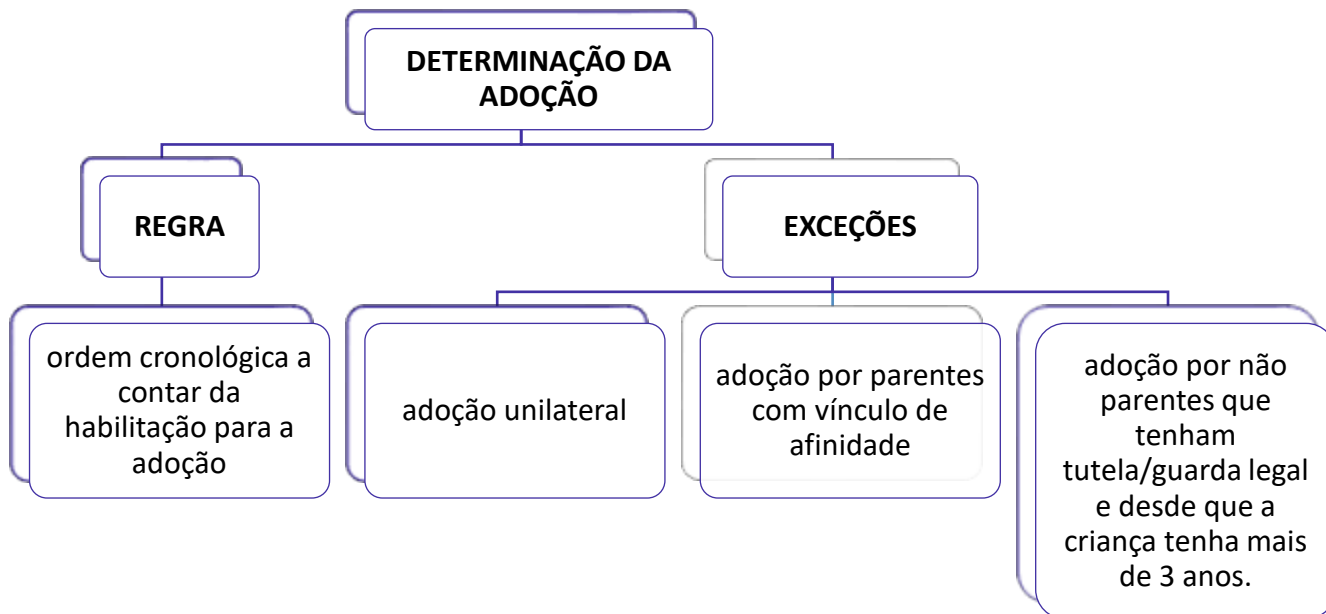 DETERMINAÇÃO DA
ADOÇÃO
REGRA
EXCEÇÕES
ordem cronológica a
contar da
habilitação para a
adoção
adoção unilateral
adoção por parentes
com vínculo de
afinidade
adoção por não
parentes que
tenham
tutela/guarda legal
e desde que a
criança tenha mais
de 3 anos.